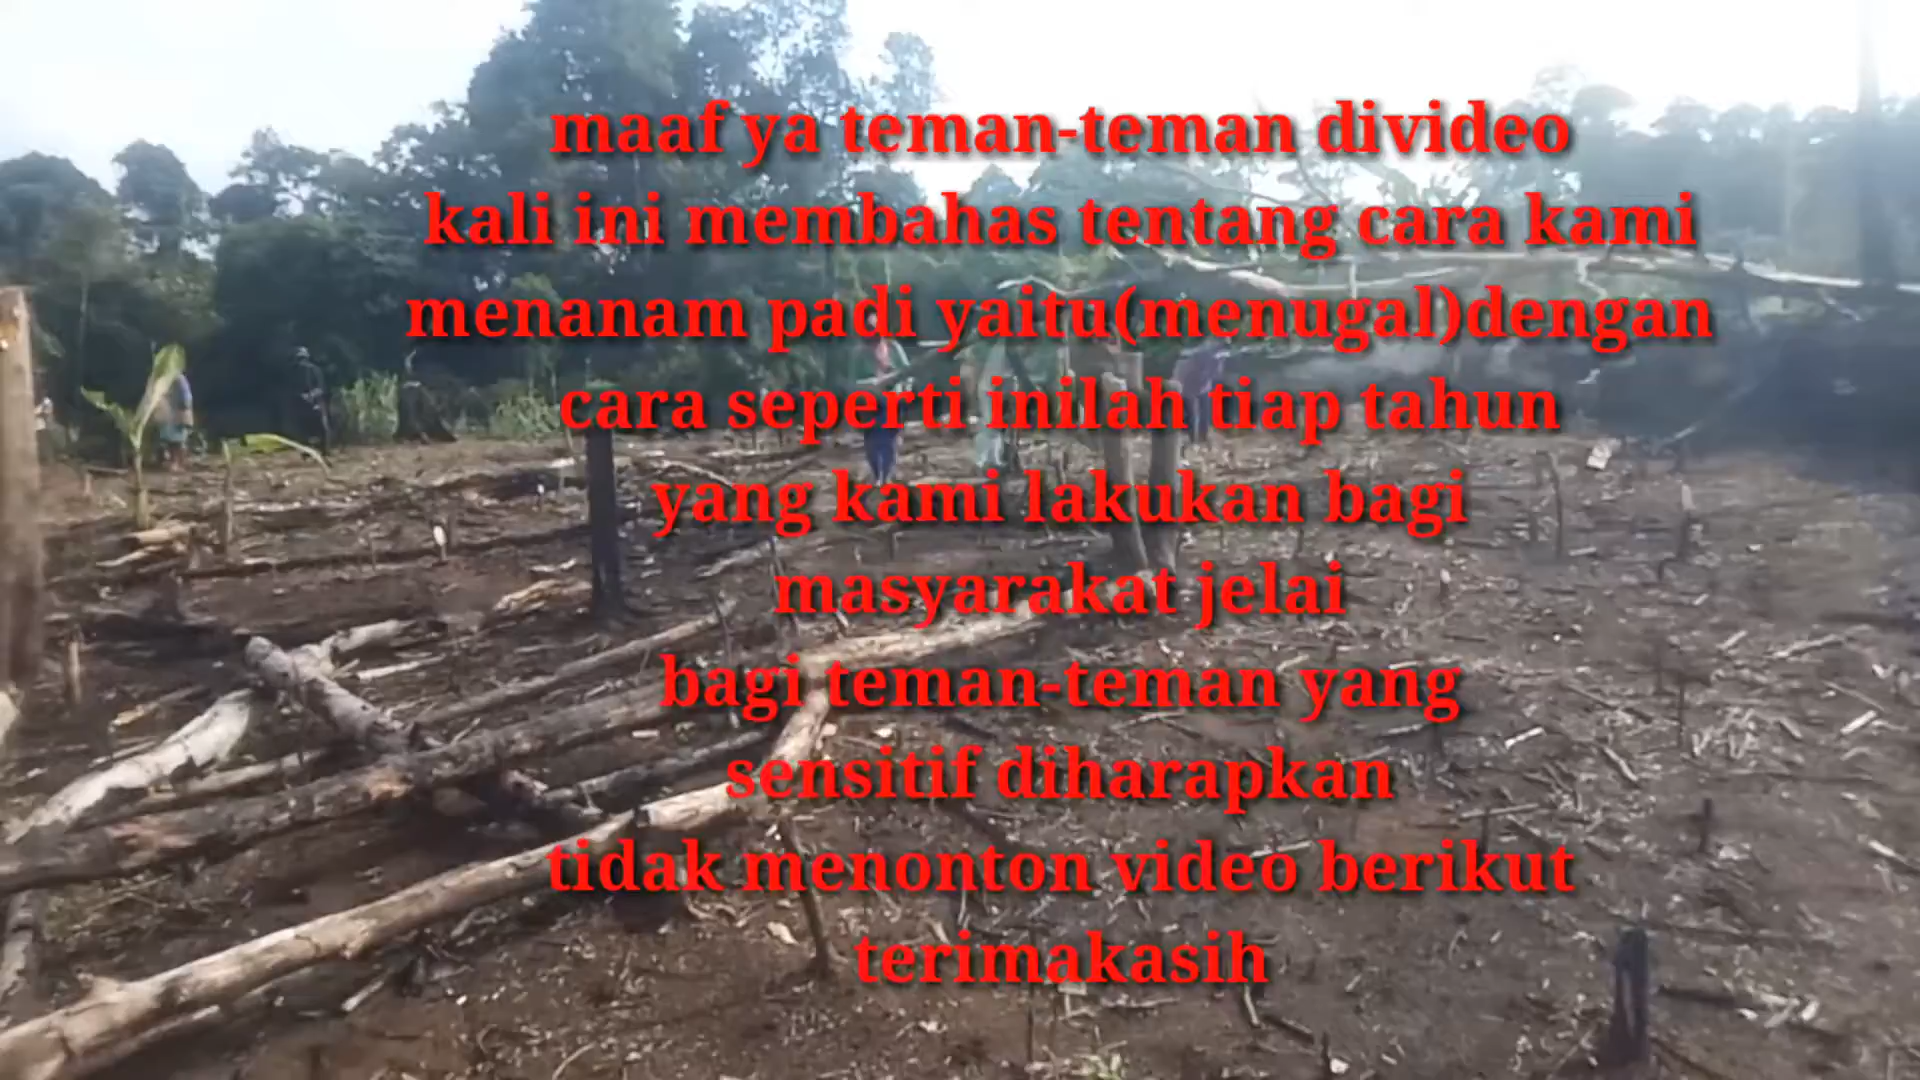 maaf ya teman-teman divideo
kali ini membahas tentang cara kami
menanam padi yaitu(menugal)dengan
cara seperti inilah tiap tahun
yang kami lakukan bagi
masyarakat jelai
bagi teman-teman yang
sensitif diharapkan
tidak menonton video berikut
terimakasih